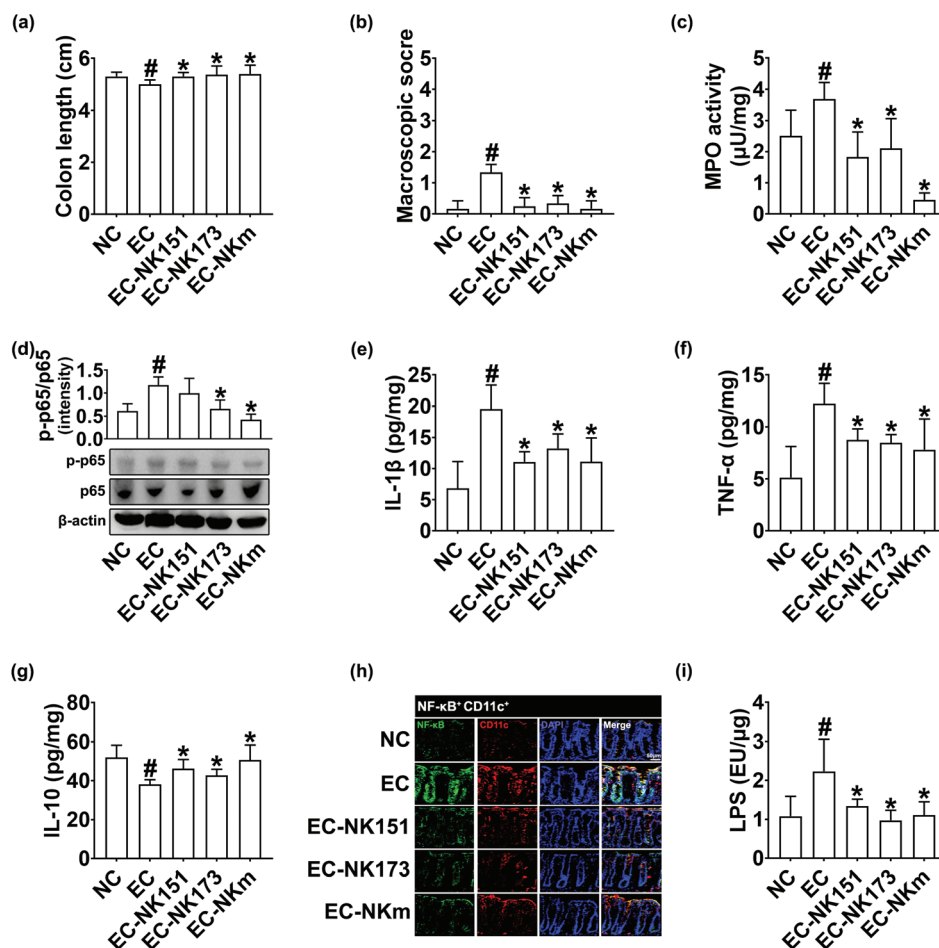 (a)
Colon length (cm)
8
6
4
2
0
#
*
*
*
NC
EC
EC-NK151
EC-NK173
EC-NKm
(b)
Macroscopic socre
5
4
3
2
1
0
#
*
*
*
NC
EC
EC-NK151
EC-NK173
EC-NKm
(c)
MPO activity
(μU/mg)
5
4
3
2
1
0
#
*
*
*
NC
EC
EC-NK151
EC-NK173
EC-NKm
(d)
p-p65/p65
(intensity)
1.5
1.0
0.5
0.0
#
*
*
p-p65
p65
β-actin
NC
EC
EC-NK151
EC-NK173
EC-NKm
(e)
IL-1β (pg/mg)
25
20
15
10
5
0
#
*
*
*
NC
EC
EC-NK151
EC-NK173
EC-NKm
(f)
TNF-α (pg/mg)
15
10
5
0
#
*
*
*
NC
EC
EC-NK151
EC-NK173
EC-NKm
(g)
IL-10 (pg/mg)
80
60
40
20
0
#
*
*
*
NC
EC
EC-NK151
EC-NK173
EC-NKm
(h)
NF-κB⁺ CD11c⁺
NF-κB CD11c DAPI Merge
50μm
NC
EC
EC-NK151
EC-NK173
EC-NKm
(i)
LPS (EU/μg)
4
3
2
1
0
#
*
*
*
NC
EC
EC-NK151
EC-NK173
EC-NKm